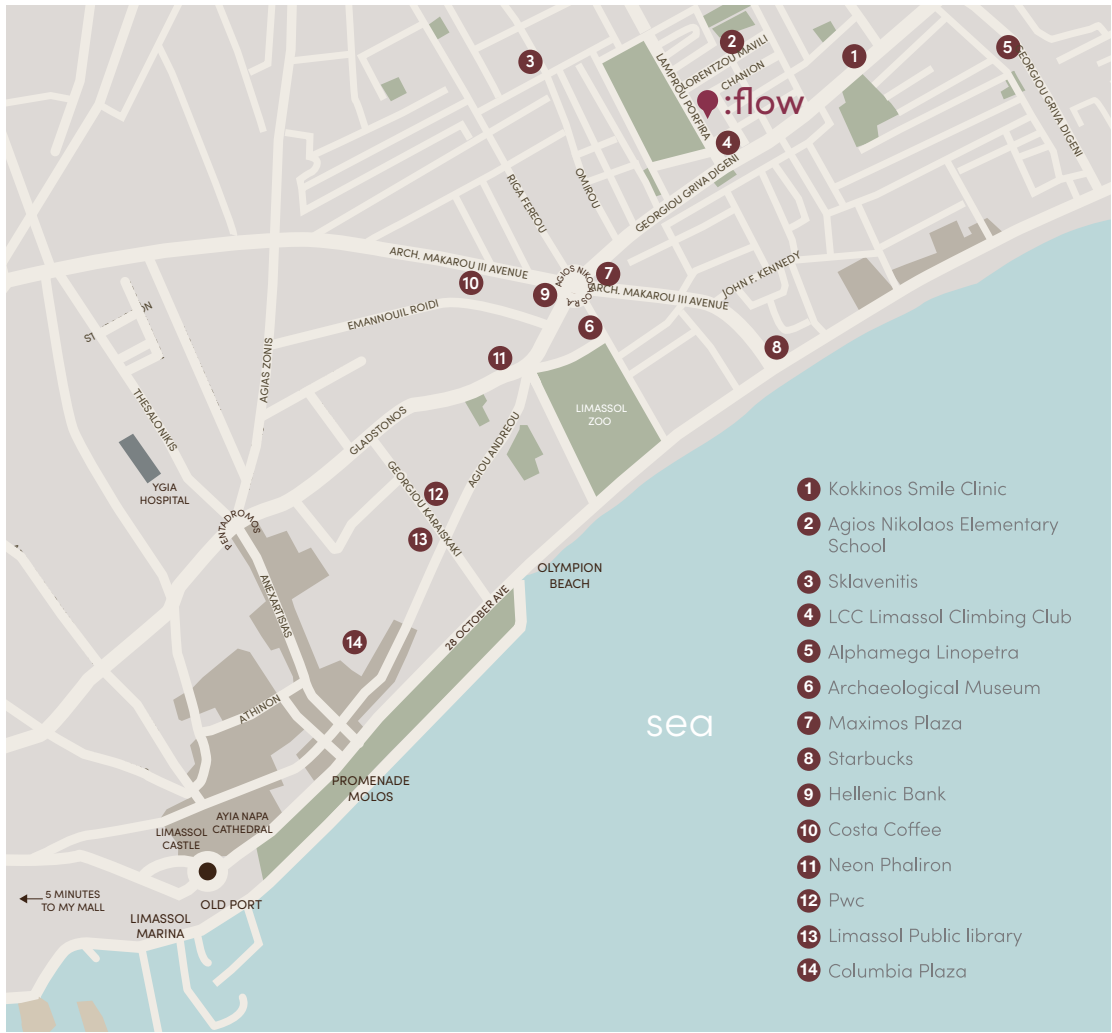 2
LORENTZOU MAVILI
1
5
GEORGIOU GRIVA DIGENI
3
LAMPROU PORFIRA
CHANION
:flow
4
GEORGIOU GRIVA DIGENI
RIGA FEREOU
OMIROU
ARCH. MAKAROU III AVENUE
10
AGIOS NIKOLAOS R.A.
7
9
ARCH. MAKAROU III AVENUE
JOHN F. KENNEDY
EMANNOUIL ROIDI
6
8
11
AGIAS ZONIS
THESALONIKIS
GLADSTONOS
LIMASSOL
ZOO
AGIOU ANDREOU
GEORGIOU KARAISKAKI
12
13
YGIA
HOSPITAL
PENTADROMOS
ANEXARTISIAS
OLYMPION
BEACH
28 OCTOBER AVE
14
ATHINON
sea
PROMENADE
MOLOS
AYIA NAPA
CATHEDRAL
LIMASSOL
CASTLE
5 MINUTES
TO MY MALL
OLD PORT
LIMASSOL
MARINA
1 Kokkinos Smile Clinic
2 Agios Nikolaos Elementary
School
3 Sklavenitis
4 LCC Limassol Climbing Club
5 Alphamega Linopetra
6 Archaeological Museum
7 Maximos Plaza
8 Starbucks
9 Hellenic Bank
10 Costa Coffee
11 Neon Phaliron
12 Pwc
13 Limassol Public library
14 Columbia Plaza